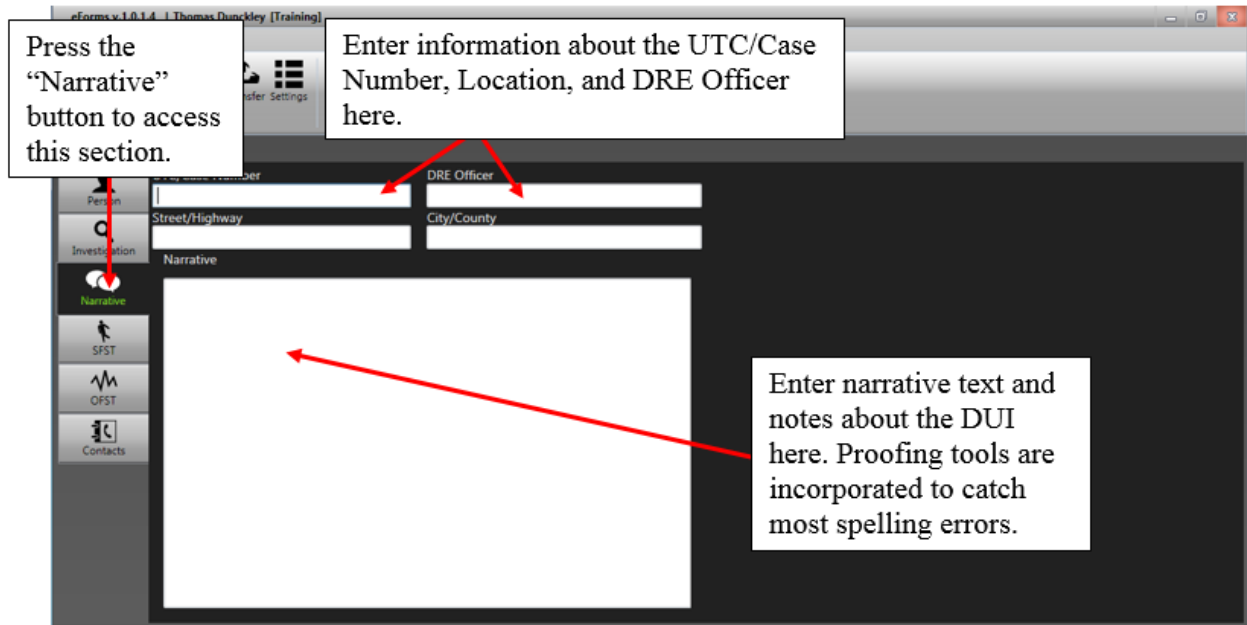 eForms v.1.0.1.4 | Thomas Dunckley [Training]
Press the
“Narrative”
button to access
this section.
Enter information about the UTC/Case
Number, Location, and DRE Officer
here.
Settings
DRE Officer
Person
Street/Highway
City/County
Investigation
Narrative
Narrative
SFST
OFST
Contacts
Enter narrative text and
notes about the DUI
here. Proofing tools are
incorporated to catch
most spelling errors.